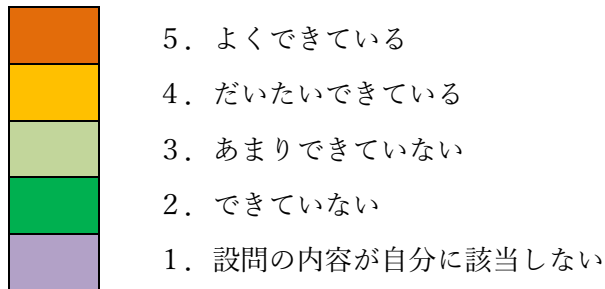 ５．よくできている
４．だいたいできている
３．あまりできていない
２．できていない
１．設問の内容が自分に該当しない